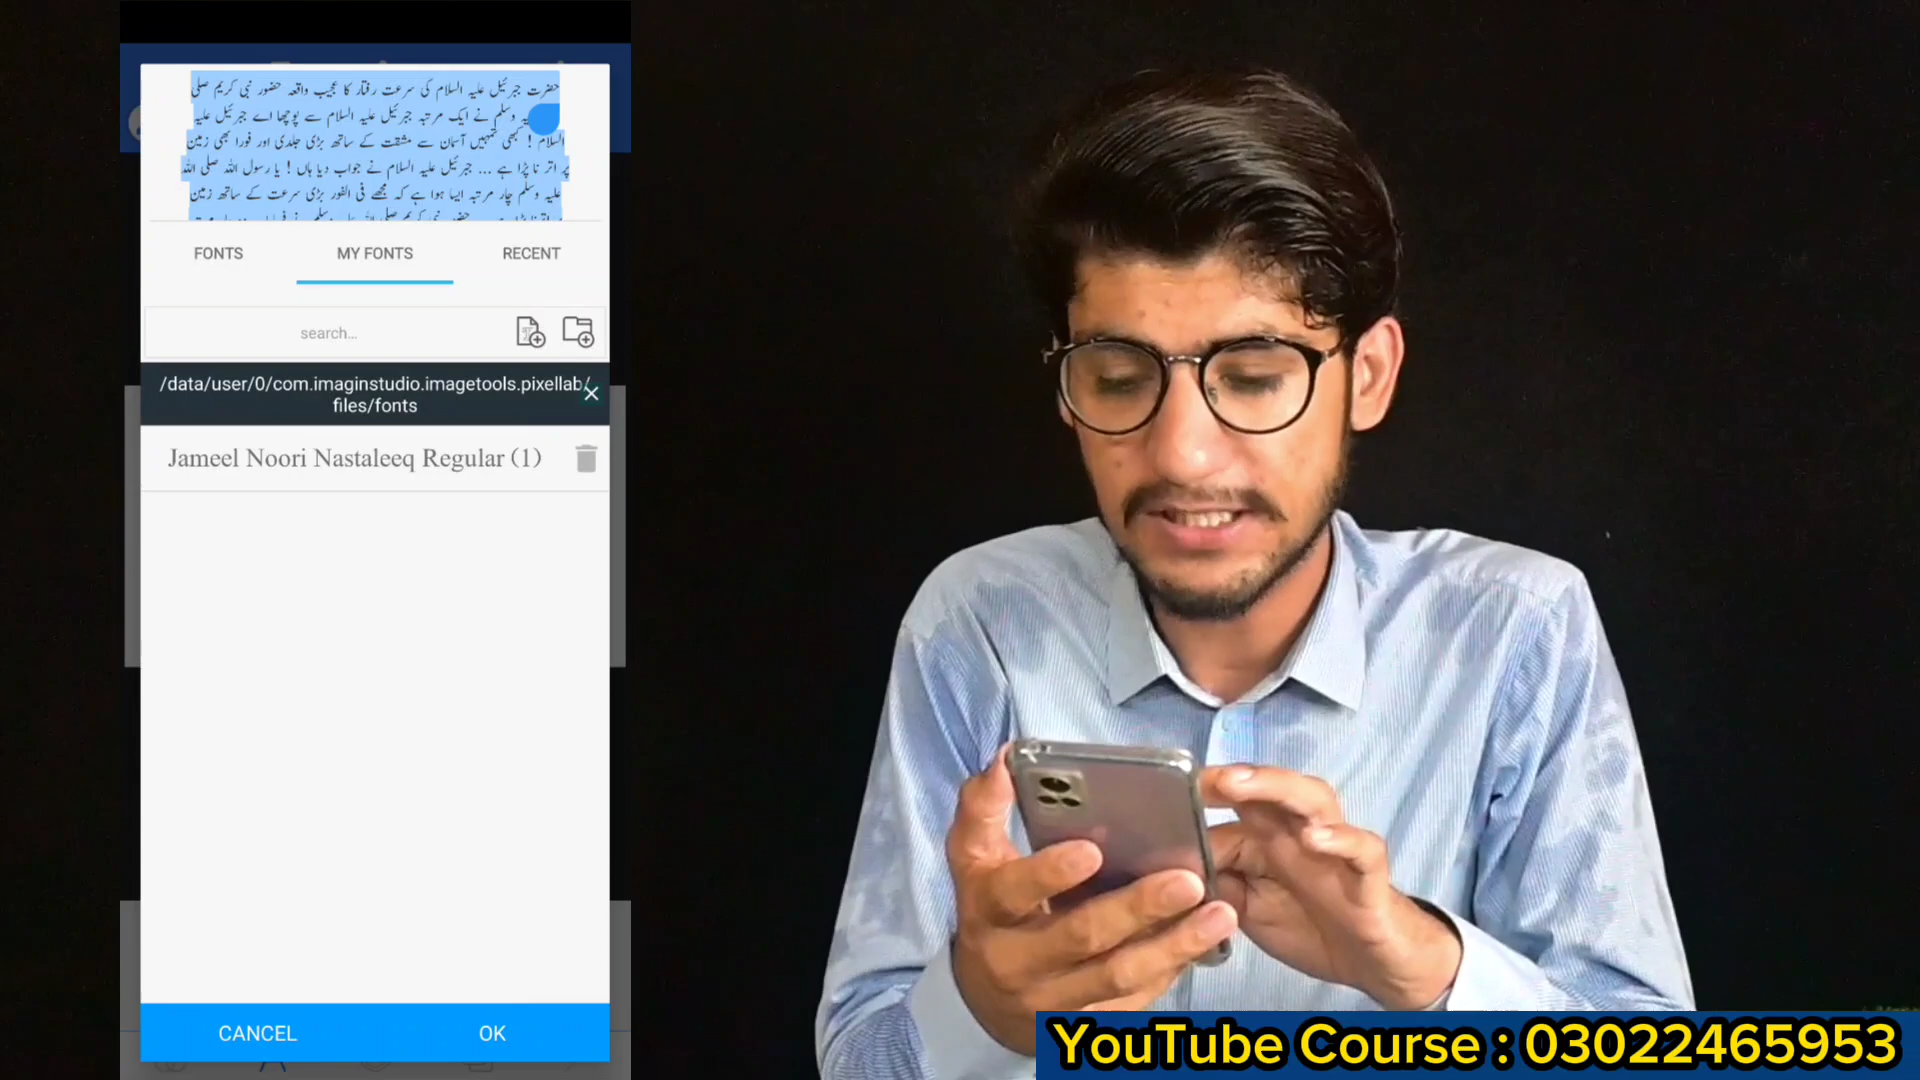 حضرت جبرئیل علیہ السلام کی سرعت رفتار کا عجیب واقعہ حضور نبی کریم صلی
وسلم نے ایک مرتبہ جبرئیل علیہ السلام سے پوچھا اے جبرئیل علیہ
السلام ! کبھی تمہیں آسمان سے مشقت کے ساتھ بڑی جلدی اور فورا بھی زمین
پر اتر نا پڑا ہے ... جبرئیل علیہ السلام نے جواب دیا ہاں ! یا رسول اللہ صلی اللہ
علیہ وسلم چار مرتبہ ایسا ہوا ہے کہ مجھے فی الفور بڑی سرعت کے ساتھ زمین
FONTS MY FONTS RECENT
search...
/data/user/0/com.imaginstudio.imagetools.pixellab/
files/fonts
Jameel Noori Nastaleeq Regular (1)
CANCEL OK
YouTube Course : 03022465953